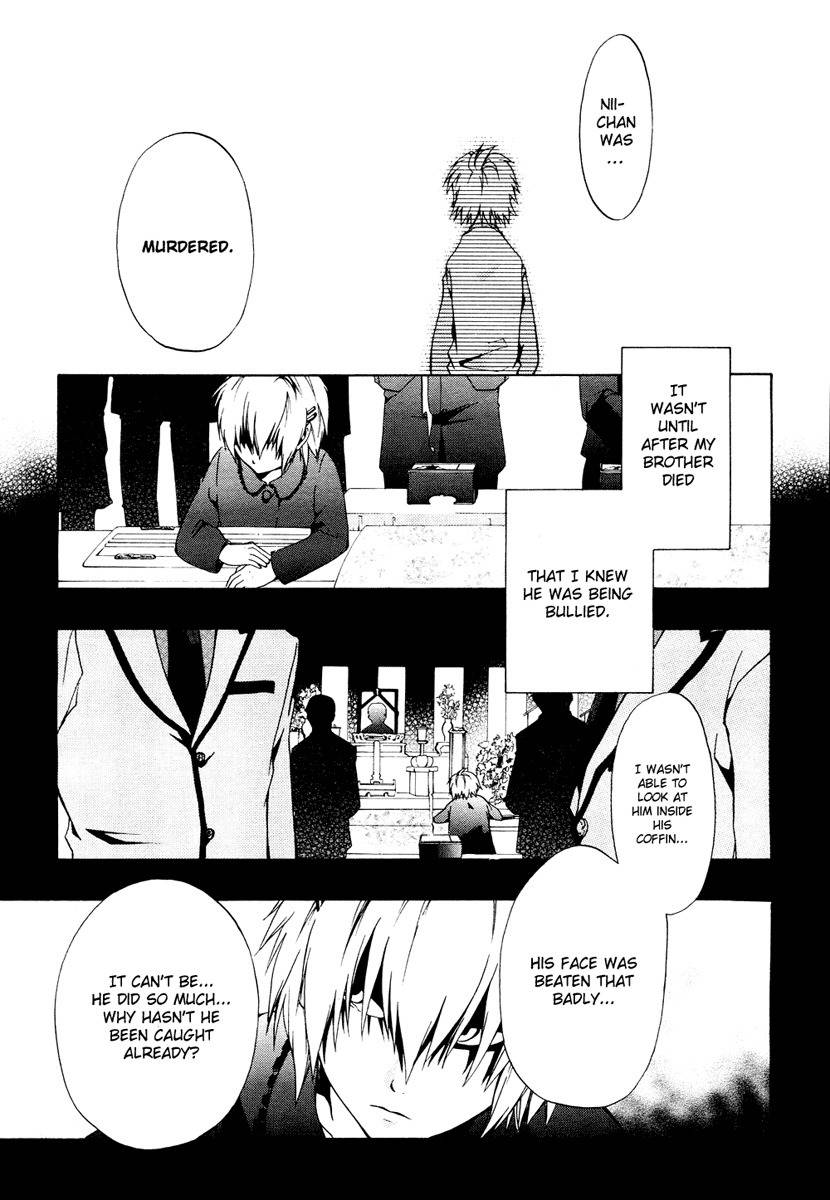 NII-
CHAN
WAS
...
MURDERED.
IT
WASN'T
UNTIL
AFTER MY
BROTHER
DIED
THAT I KNEW
HE WAS BEING
BULLIED.
I WASN'T
ABLE TO
LOOK AT
HIM INSIDE
HIS
COFFIN...
HIS FACE WAS
BEATEN THAT
BADLY...
IT CAN'T BE...
HE DID SO MUCH...
WHY HASN'T HE
BEEN CAUGHT
ALREADY?